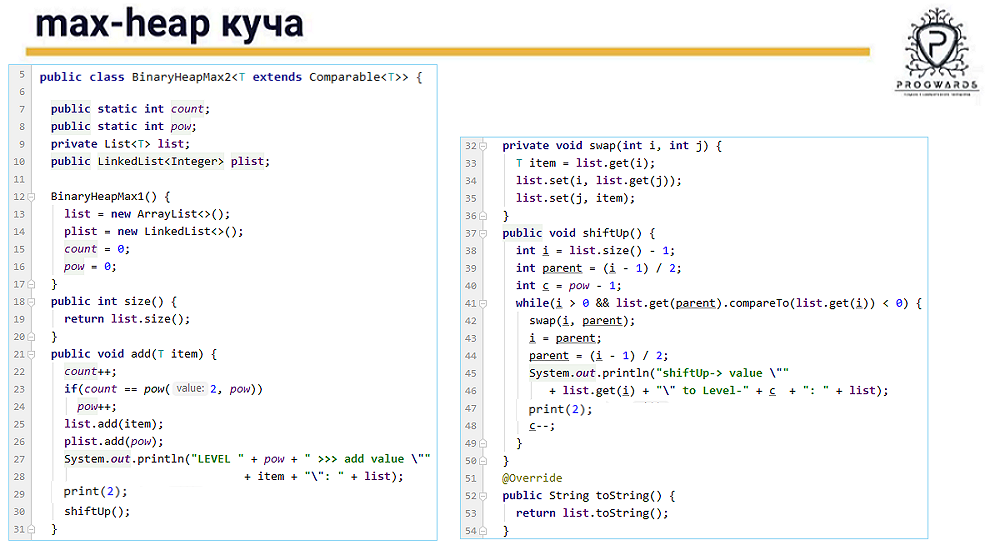 max-heap куча
PROGWARDS
5 public class BinaryHeapMax2<T extends Comparable<T>> {
6
7 public static int count;
8 public static int pow;
9 private List<T> list;
10 public LinkedList<Integer> plist;
11
12 BinaryHeapMax1() {
13 list = new ArrayList<>();
14 plist = new LinkedList<>();
15 count = 0;
16 pow = 0;
17 }
18 public int size() {
19 return list.size();
20 }
21 public void add(T item) {
22 count++;
23 if(count == pow( value: 2, pow))
24 pow++;
25 list.add(item);
26 plist.add(pow);
27 System.out.println("LEVEL " + pow + " >>> add value \""
28 + item + "\": " + list);
29 print(2);
30 shiftUp();
31 }
32 private void swap(int i, int j) {
33 T item = list.get(i);
34 list.set(i, list.get(j));
35 list.set(j, item);
36 }
37 public void shiftUp() {
38 int i = list.size() - 1;
39 int parent = (i - 1) / 2;
40 int c = pow - 1;
41 while(i > 0 && list.get(parent).compareTo(list.get(i)) < 0) {
42 swap(i, parent);
43 i = parent;
44 parent = (i - 1) / 2;
45 System.out.println("shiftUp-> value \""
46 + list.get(i) + "\" to Level-" + c + ": " + list);
47 print(2);
48 c--;
49 }
50 }
51 @Override
52 public String toString() {
53 return list.toString();
54 }